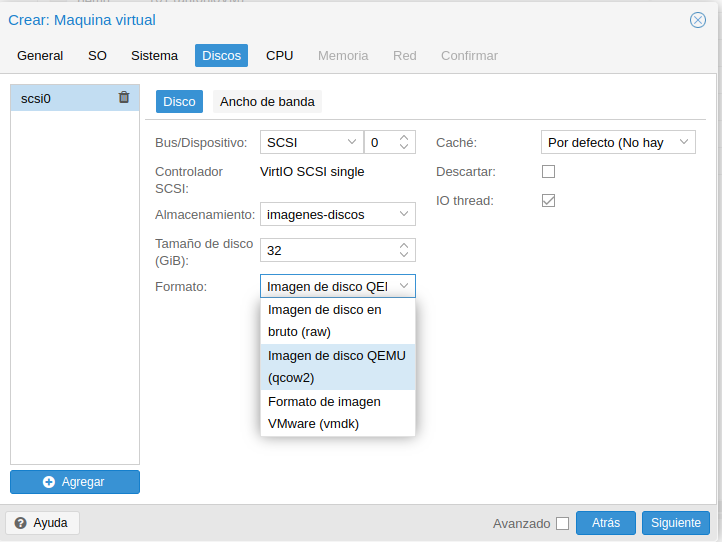 Crear: Maquina virtual
General SO Sistema Discos CPU Memoria Red Confirmar
scsi0
Disco Ancho de banda
Bus/Dispositivo: SCSI 0
Controlador
SCSI:
VirtIO SCSI single
Almacenamiento: imagenes-discos
Tamaño de disco
(GiB):
32
Formato: Imagen de disco QEI
Imagen de disco en
bruto (raw)
Imagen de disco QEMU
(qcow2)
Formato de imagen
VMware (vmdk)
Caché: Por defecto (No hay
Descartar:
IO thread:
Agregar
Ayuda
Avanzado Atrás Siguiente